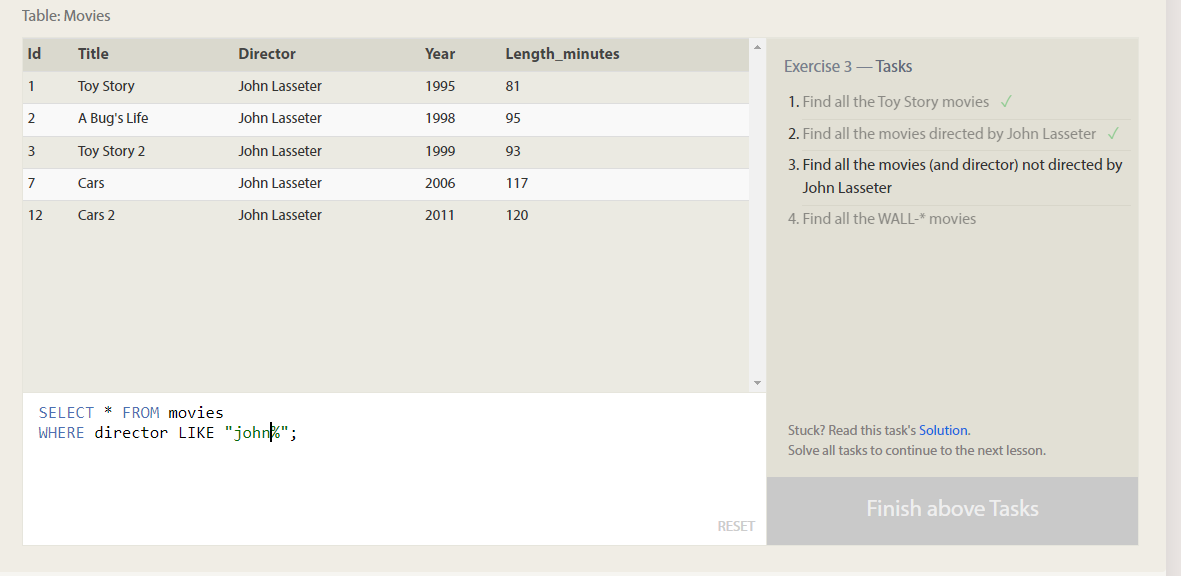 Table: Movies
Id Title Director Year Length_minutes
1 Toy Story John Lasseter 1995 81
2 A Bug's Life John Lasseter 1998 95
3 Toy Story 2 John Lasseter 1999 93
7 Cars John Lasseter 2006 117
12 Cars 2 John Lasseter 2011 120
SELECT * FROM movies
WHERE director LIKE "john%";
RESET
Exercise 3 — Tasks
1. Find all the Toy Story movies ✓
2. Find all the movies directed by John Lasseter ✓
3. Find all the movies (and director) not directed by
John Lasseter
4. Find all the WALL-* movies
Stuck? Read this task's Solution.
Solve all tasks to continue to the next lesson.
Finish above Tasks